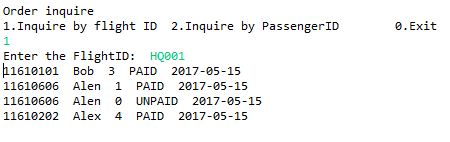 Order inquire
1.Inquire by flight ID  2.Inquire by PassengerID        0.Exit
1
Enter the FlightID:  HQ001
11610101  Bob  3  PAID  2017-05-15
11610606  Alen  1  PAID  2017-05-15
11610606  Alen  0  UNPAID  2017-05-15
11610202  Alex  4  PAID  2017-05-15